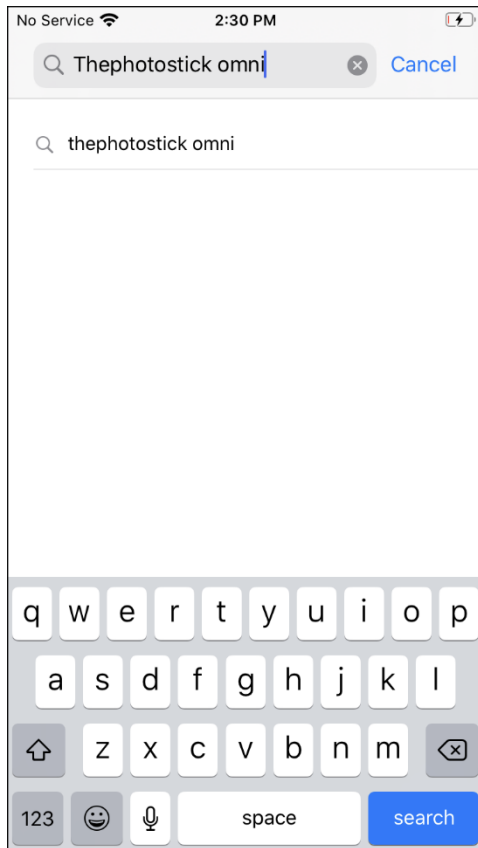 No Service 2:30 PM
Thephotostick omni Cancel
thephotostick omni
q w e r t y u i o p
a s d f g h j k l
z x c v b n m
123 space search